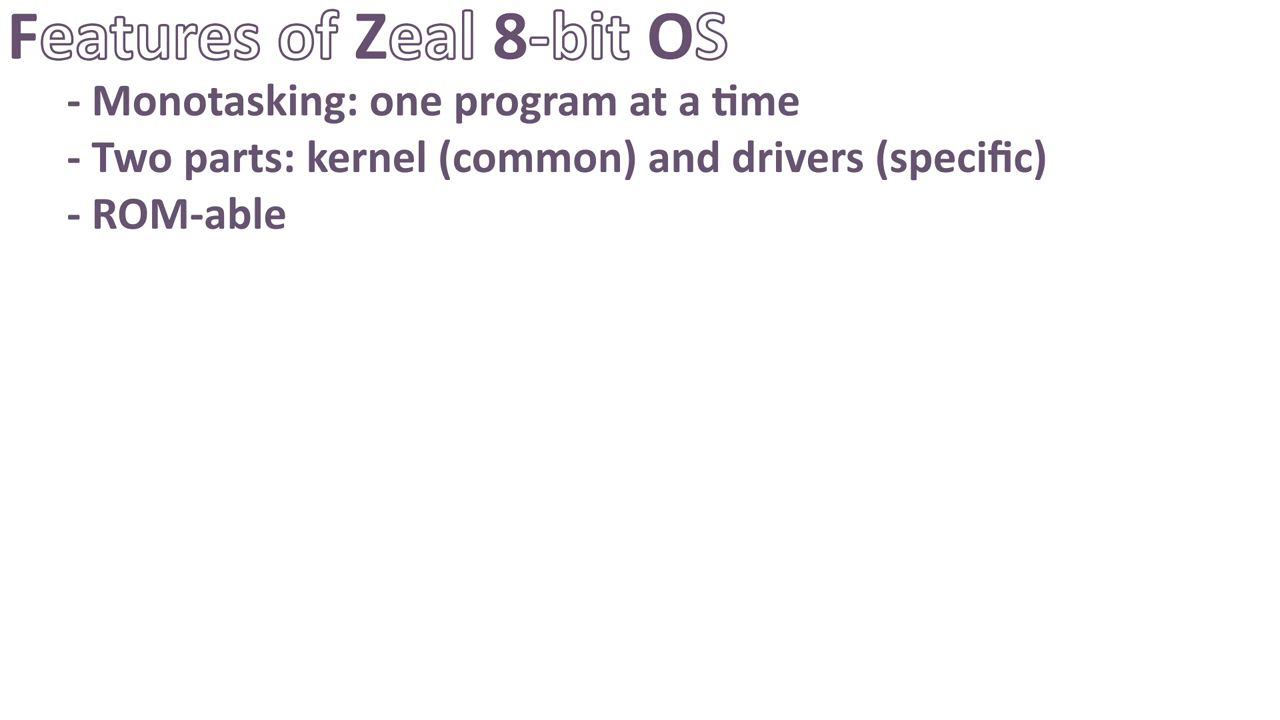 Features of Zeal 8-bit OS
- Monotasking: one program at a time
- Two parts: kernel (common) and drivers (specific)
- ROM-able